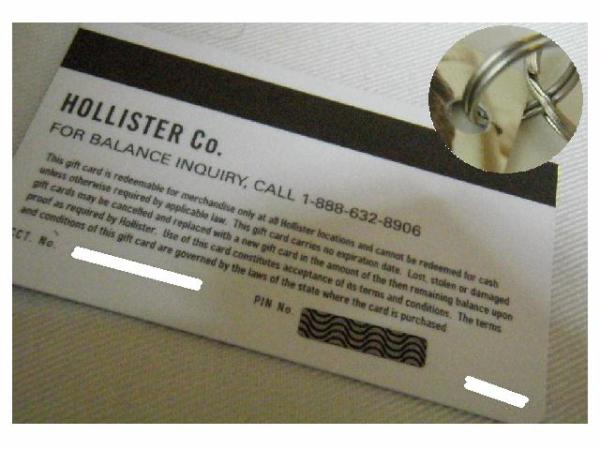 HOLLISTER Co.
FOR BALANCE INQUIRY, CALL 1-888-632-8906
This gift card is redeemable for merchandise only at all Hollister locations and cannot be redeemed for cash
unless otherwise required by applicable law. This gift card carries no expiration date. Lost, stolen or damaged
gift cards may be cancelled and replaced with a new gift card in the amount of the then remaining balance upon
proof as required by Hollister. Use of this card constitutes acceptance of its terms and conditions. The terms
and conditions of this gift card are governed by the laws of the state where the card is purchased
CCT. No.
PIN No.